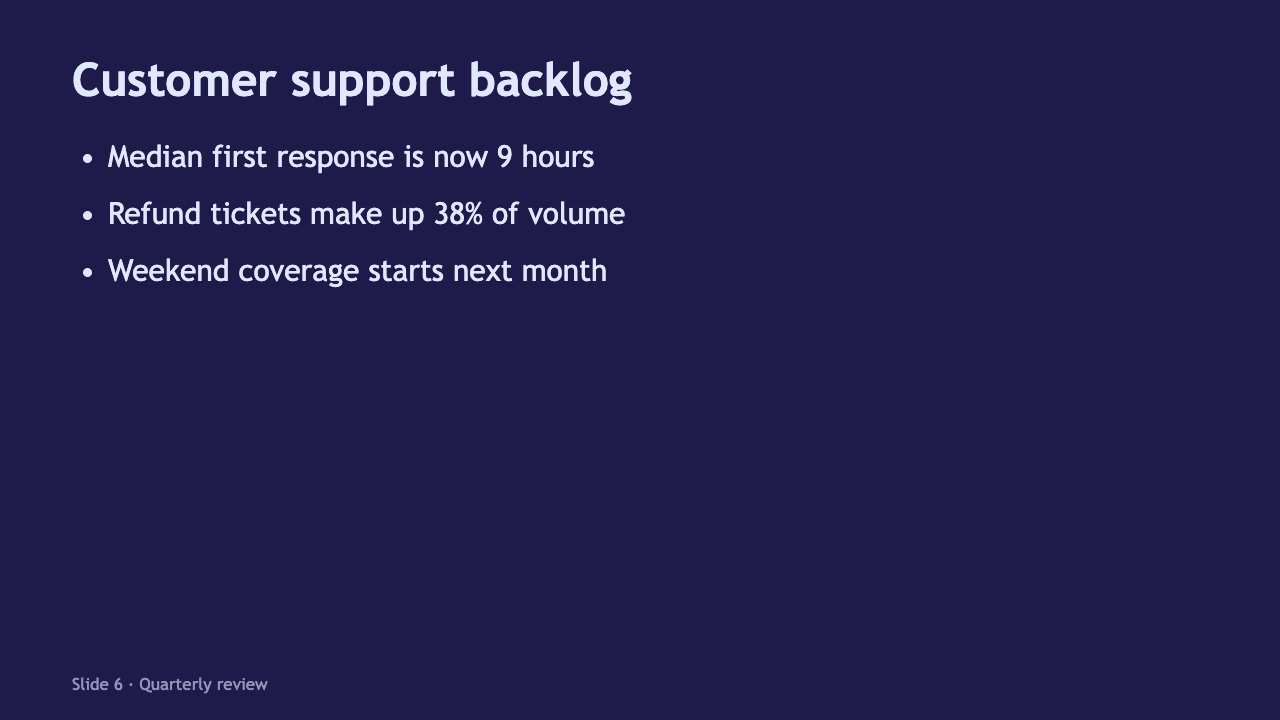 Customer support backlog
• Median first response is now 9 hours
• Refund tickets make up 38% of volume
• Weekend coverage starts next month
Slide 6 · Quarterly review